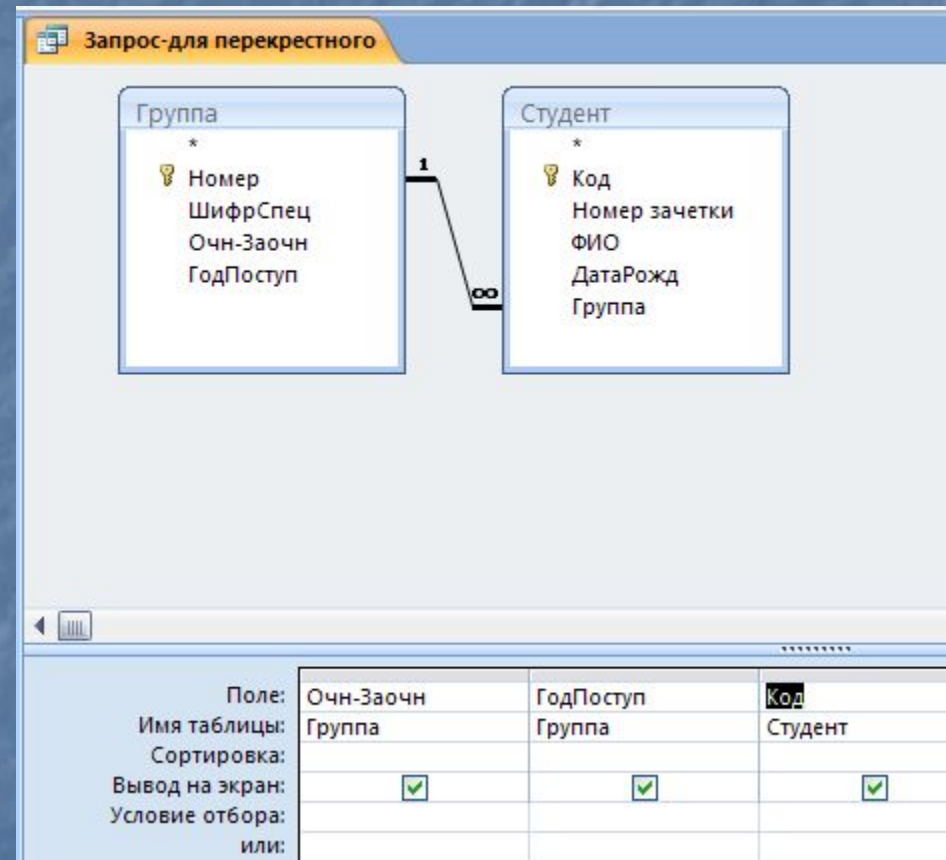 Запрос-для перекрестного
Группа
*
Номер
ШифрСпец
Очн-Заочн
ГодПоступ
1
∞
Студент
*
Код
Номер зачетки
ФИО
ДатаРожд
Группа
Поле: Очн-Заочн ГодПоступ Код
Имя таблицы: Группа Группа Студент
Сортировка:
Вывод на экран:
Условие отбора:
или: